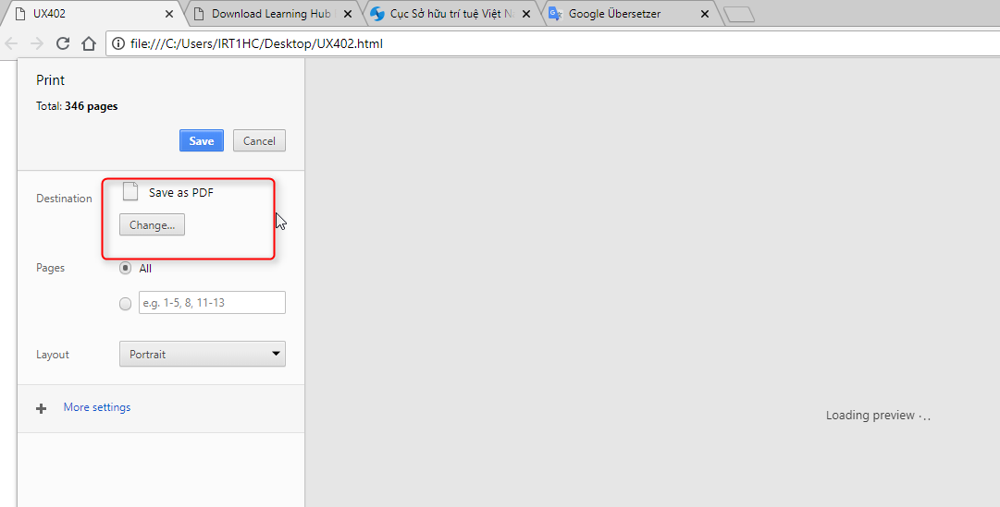 UX402
Download Learning Hub
Cục Sở hữu trí tuệ Việt
Google Übersetzer
file:///C:/Users/IRT1HC/Desktop/UX402.html
Print
Total: 346 pages
Save
Cancel
Destination
Save as PDF
Change...
Pages
All
e.g. 1-5, 8, 11-13
Layout
Portrait
More settings
Loading preview ...